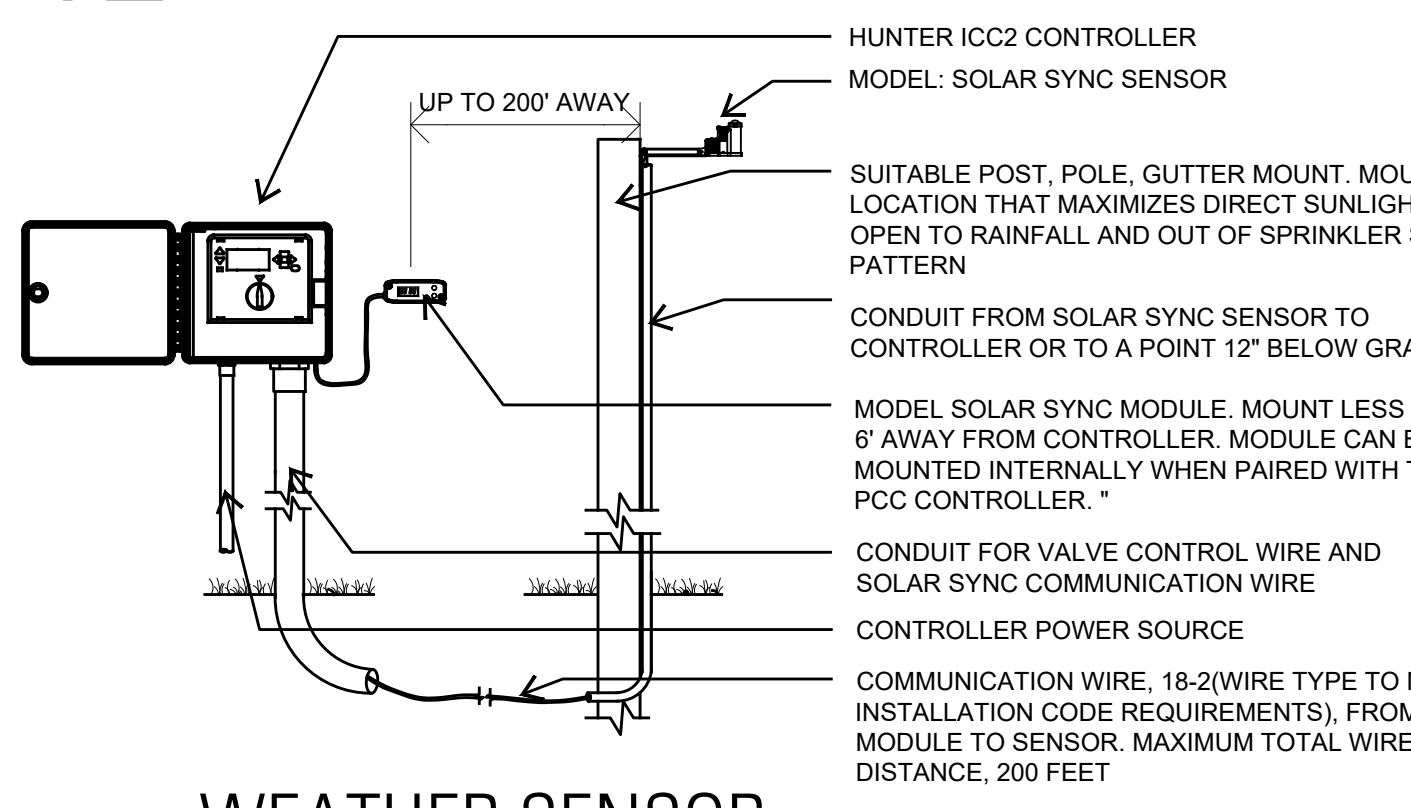 HUNTER ICC2 CONTROLLER
MODEL: SOLAR SYNC SENSOR
UP TO 200' AWAY
SUITABLE POST, POLE, GUTTER MOUNT. MOU
LOCATION THAT MAXIMIZES DIRECT SUNLIGH
OPEN TO RAINFALL AND OUT OF SPRINKLER
PATTERN
CONDUIT FROM SOLAR SYNC SENSOR TO
CONTROLLER OR TO A POINT 12" BELOW GRA
MODEL SOLAR SYNC MODULE. MOUNT LESS
6' AWAY FROM CONTROLLER. MODULE CAN
MOUNTED INTERNALLY WHEN PAIRED WITH
PCC CONTROLLER. "
CONDUIT FOR VALVE CONTROL WIRE AND
SOLAR SYNC COMMUNICATION WIRE
CONTROLLER POWER SOURCE
COMMUNICATION WIRE, 18-2(WIRE TYPE TO
INSTALLATION CODE REQUIREMENTS), FROM
MODULE TO SENSOR. MAXIMUM TOTAL WIRE
DISTANCE, 200 FEET
WEATHER SENSOR